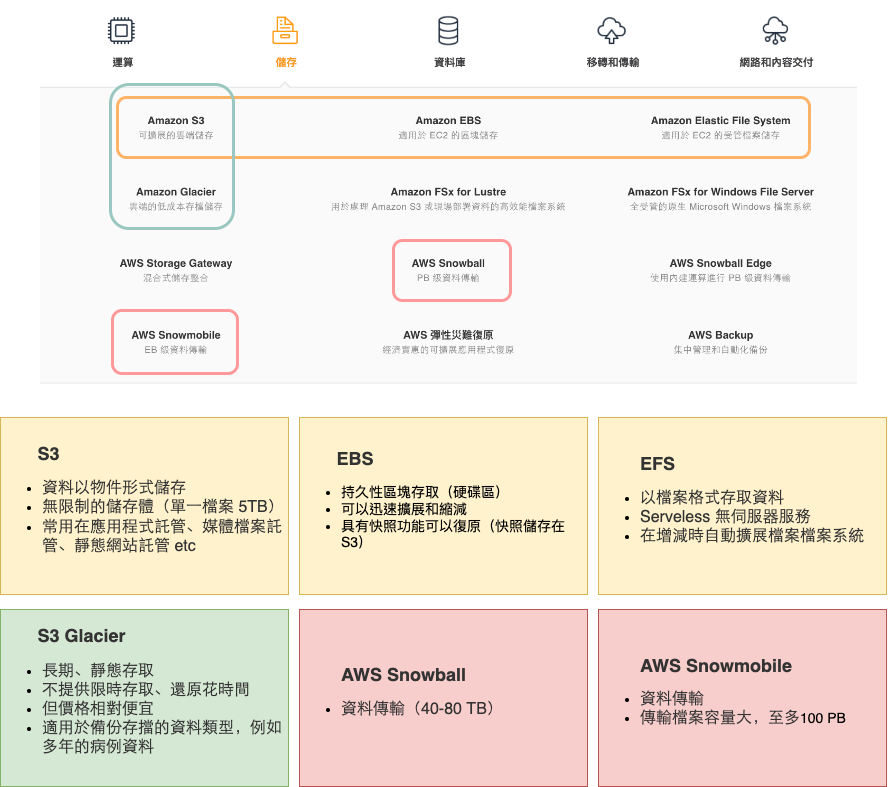 運算
儲存
資料庫
移轉和傳輸
網路和內容交付
Amazon S3
可擴展的雲端儲存
Amazon EBS
適用於 EC2 的區塊儲存
Amazon Elastic File System
適用於 EC2 的受管檔案儲存
Amazon Glacier
雲端的低成本存檔儲存
Amazon FSx for Lustre
用於處理 Amazon S3 或現場部署資料的高效能檔案系統
Amazon FSx for Windows File Server
全受管的原生 Microsoft Windows 檔案系統
AWS Storage Gateway
混合式儲存整合
AWS Snowball
PB 級資料傳輸
AWS Snowball Edge
使用內建運算進行 PB 級資料傳輸
AWS Snowmobile
EB 級資料傳輸
AWS 彈性災難復原
經濟實惠的可擴展應用程式復原
AWS Backup
集中管理和自動化備份
S3
• 資料以物件形式儲存
• 無限制的儲存體（單一檔案 5TB）
• 常用在應用程式託管、媒體檔案託
管、靜態網站託管 etc
EBS
• 持久性區塊存取（硬碟區）
• 可以迅速擴展和縮減
• 具有快照功能可以復原（快照儲存在
S3）
EFS
• 以檔案格式存取資料
• Serveless 無伺服器服務
• 在增減時自動擴展檔案檔案系統
S3 Glacier
• 長期、靜態存取
• 不提供限時存取、還原花時間
• 但價格相對便宜
• 適用於備份存擋的資料類型，例如
多年的病例資料
AWS Snowball
• 資料傳輸（40-80 TB）
AWS Snowmobile
• 資料傳輸
• 傳輸檔案容量大，至多100 PB